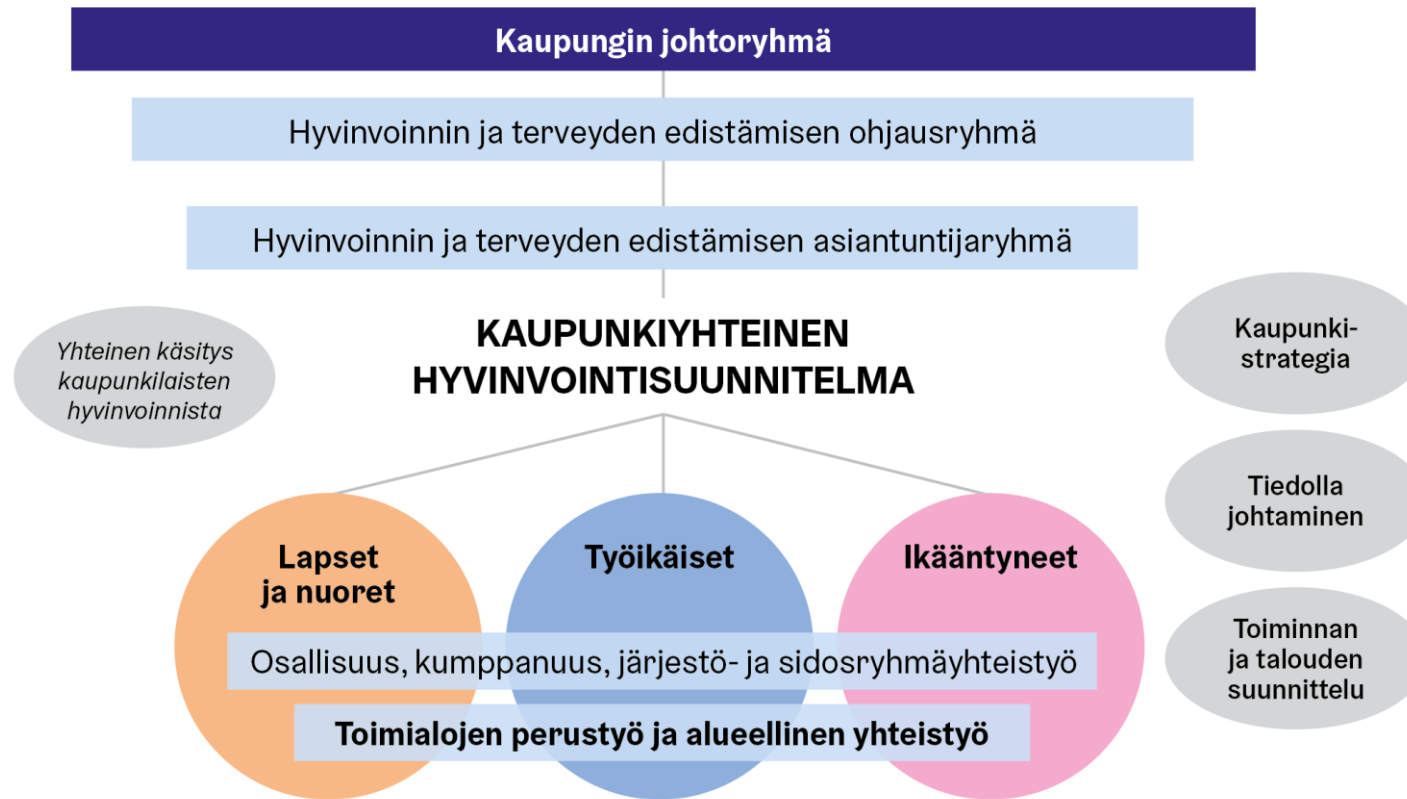 Kaupungin johtoryhmä
Hyvinvoinnin ja terveyden edistämisen ohjausryhmä
Hyvinvoinnin ja terveyden edistämisen asiantuntijaryhmä
KAUPUNKIYHTEINEN
HYVINVOINTISUUNNITELMA
Yhteinen käsitys
kaupunkilaisten
hyvinvoinnista
Kaupunki-
strategia
Tiedolla
johtaminen
Toiminnan
ja talouden
suunnittelu
Lapset
ja nuoret
Työikäiset
Ikääntyneet
Osallisuus, kumppanuus, järjestö- ja sidosryhmäyhteistyö
Toimialojen perustyö ja alueellinen yhteistyö